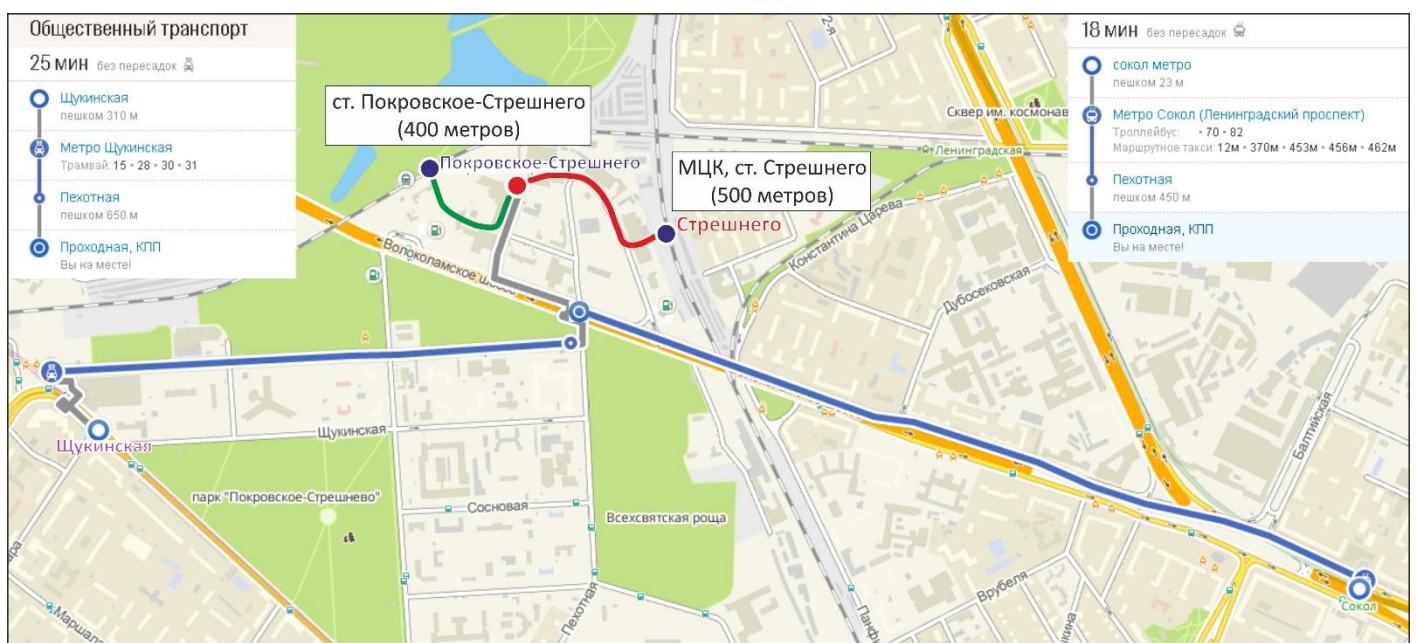 Общественный транспорт
25 мин без пересадок
Щукинская
пешком 310 м
Метро Щукинская
Трамвай: 15 • 28 • 30 • 31
Пехотная
пешком 650 м
Проходная, КПП
Вы на месте!
18 мин без пересадок
сокол метро
пешком 23 м
Метро Сокол (Ленинградский проспект)
Троллейбус: • 70 • 82
Маршрутное такси: 12м • 370м • 453м • 456м • 462м
Пехотная
пешком 450 м
Проходная, КПП
Вы на месте!
ст. Покровское-Стрешнего
(400 метров)
Покровское-Стрешнего
МЦК, ст. Стрешнего
(500 метров)
Стрешнего
2-я
Сквер им. космонав
Ленинградская
Константина Царева
Дубосековская
Волоколамское шоссе
Балтийская
Щукинская
Щукинская
парк "Покровское-Стрешнево"
Сосновая
Всехсвятская роща
Пехотная
Врубеля
Сокол
Маршала
Панфи